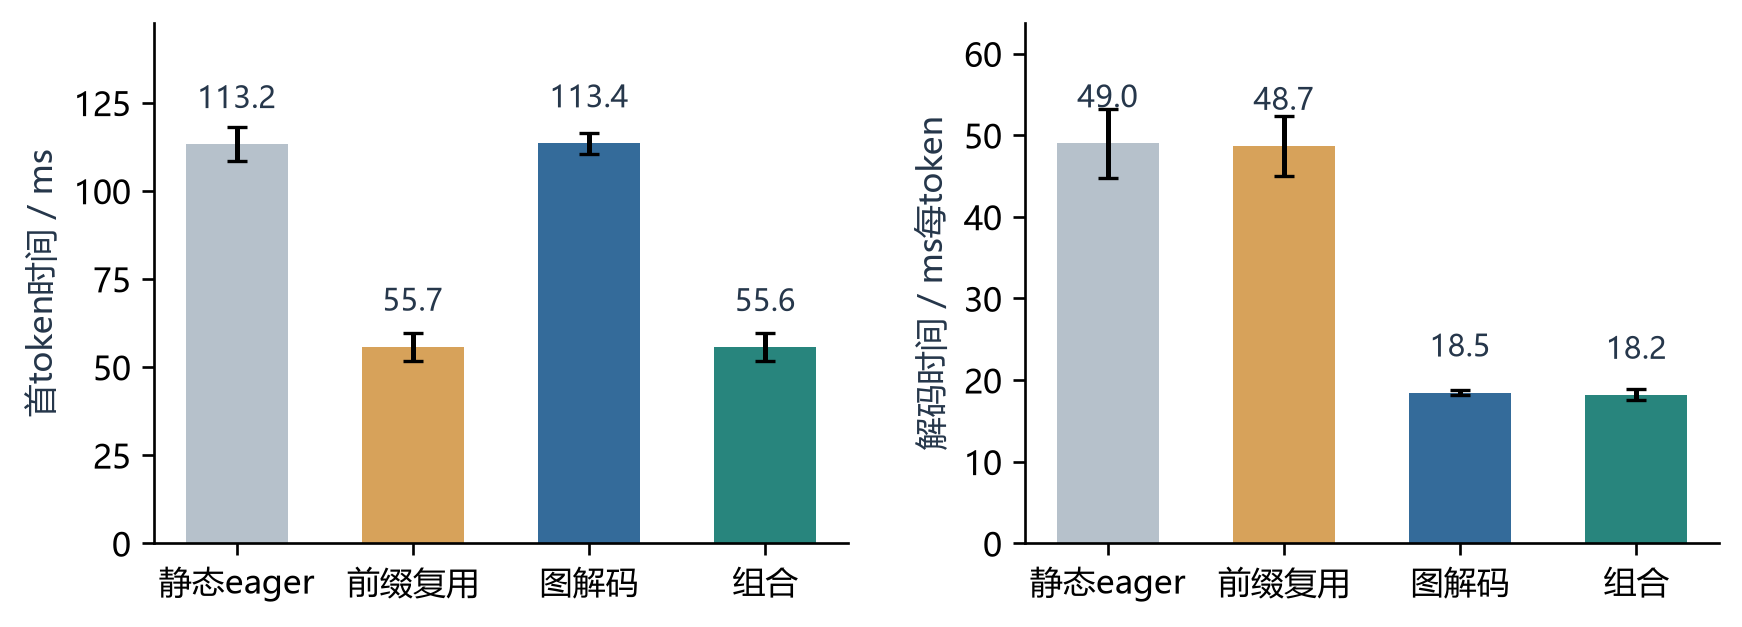 首token时间 / ms
125
100
75
50
25
0
113.2
55.7
113.4
55.6
静态eager
前缀复用
图解码
组合
解码时间 / ms每token
60
50
40
30
20
10
0
49.0
48.7
18.5
18.2
静态eager
前缀复用
图解码
组合